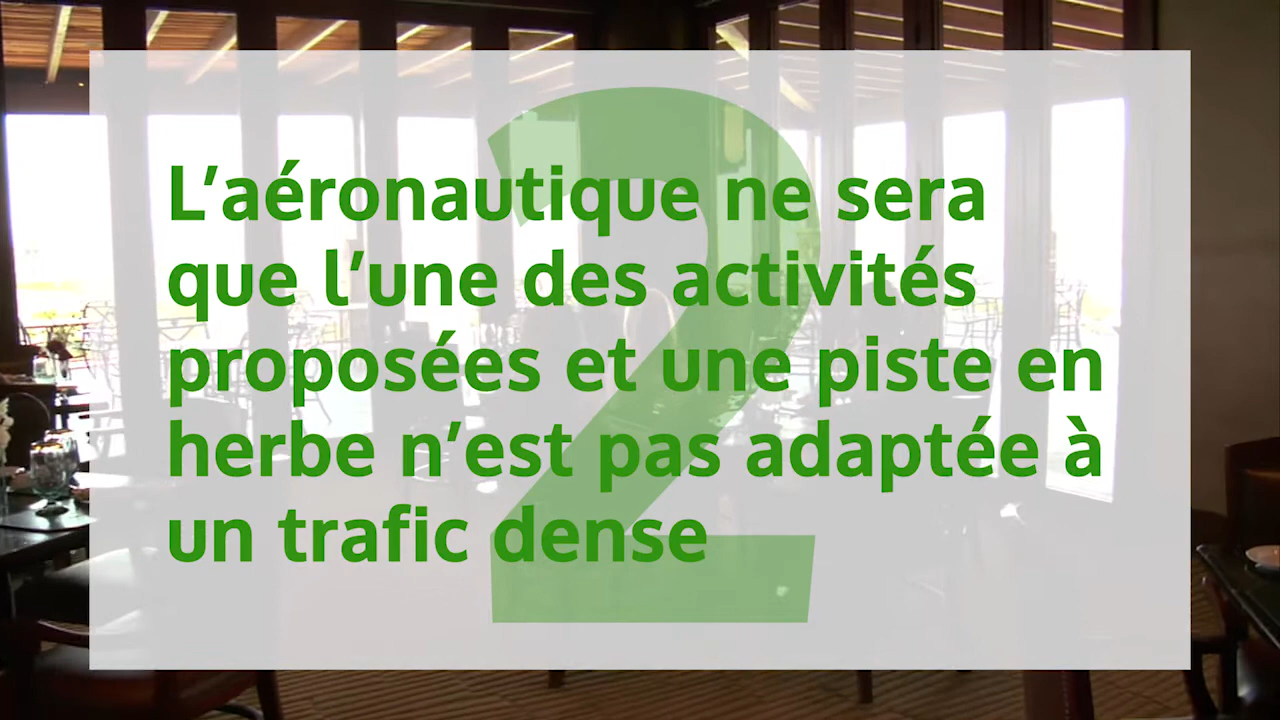 2
L’aéronautique ne sera
que l’une des activités
proposées et une piste en
herbe n’est pas adaptée à
un trafic dense